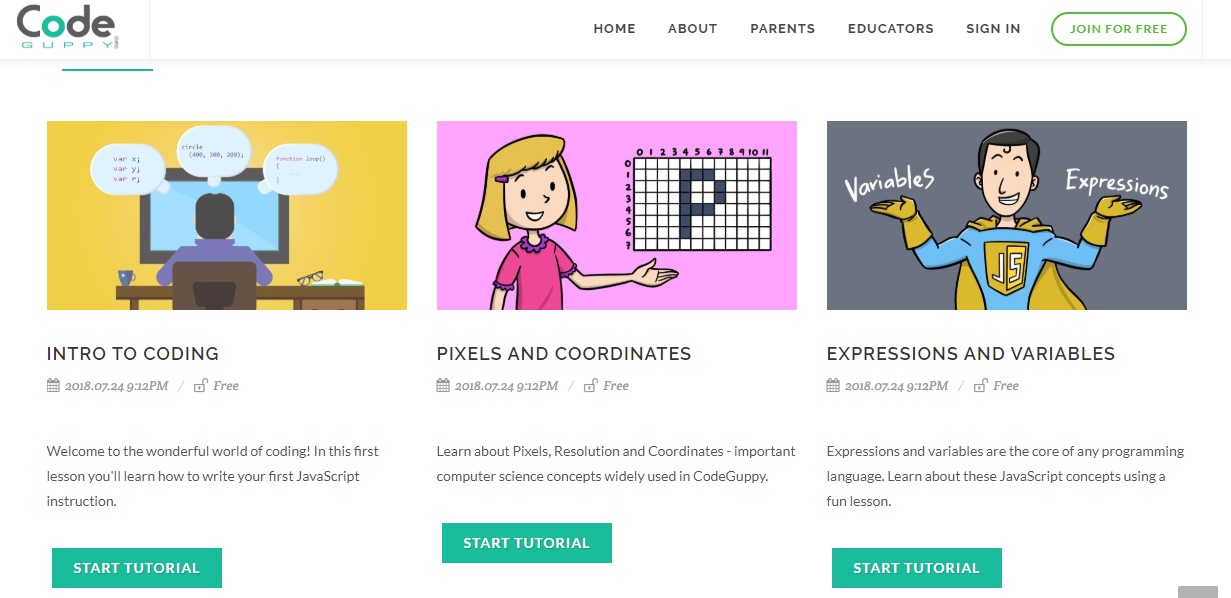 Code
GUPPY
HOME
ABOUT
PARENTS
EDUCATORS
SIGN IN
JOIN FOR FREE
var x;
var y;
var r;
circle
(400, 300, 200);
function loop()
{
...
}
0 1 2 3 4 5 6 7 8 9 10 11
0
1
2
3
4
5
6
7
VARIABLES
EXPRESSIONS
JS
INTRO TO CODING
2018.07.24 9:12PM / Free
Welcome to the wonderful world of coding! In this first
lesson you'll learn how to write your first JavaScript
instruction.
START TUTORIAL
PIXELS AND COORDINATES
2018.07.24 9:12PM / Free
Learn about Pixels, Resolution and Coordinates - important
computer science concepts widely used in CodeGuppy.
START TUTORIAL
EXPRESSIONS AND VARIABLES
2018.07.24 9:12PM / Free
Expressions and variables are the core of any programming
language. Learn about these JavaScript concepts using a
fun lesson.
START TUTORIAL